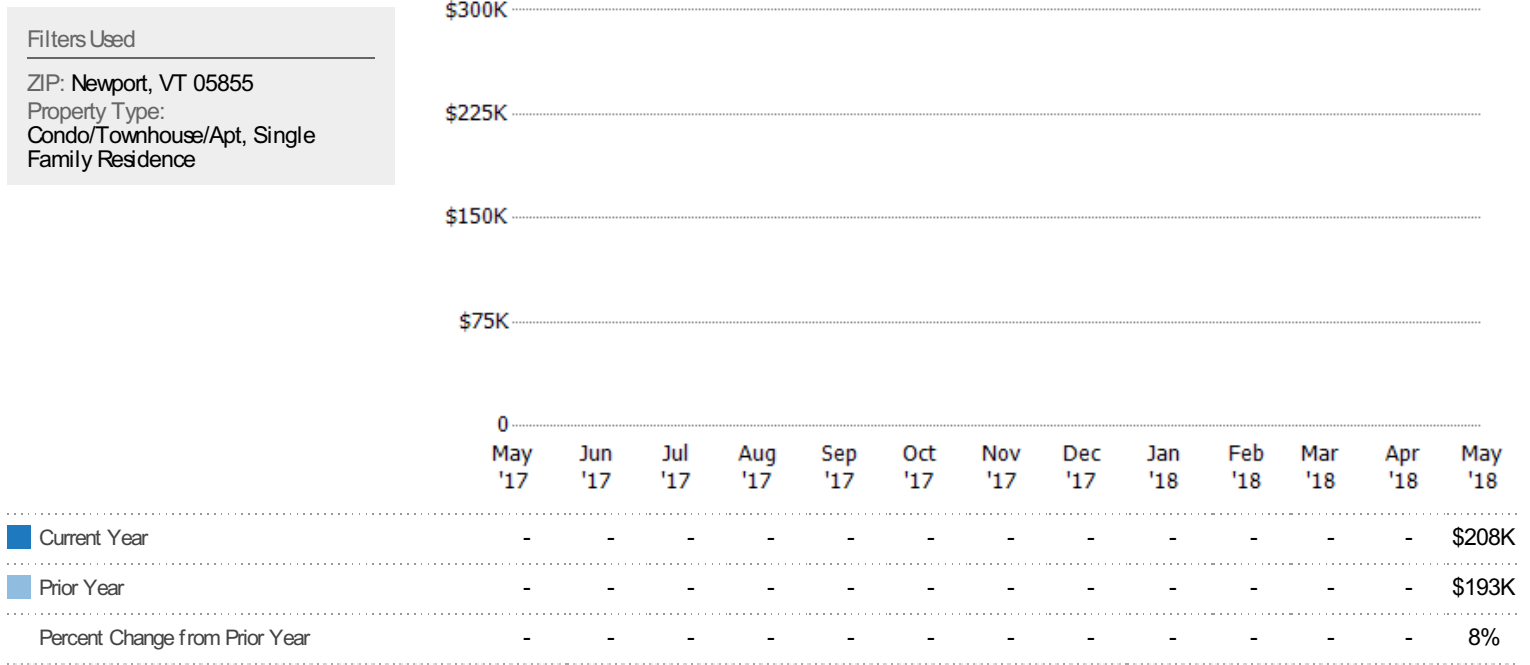 Filters Used
ZIP: Newport, VT 05855
Property Type:
Condo/Townhouse/Apt, Single
Family Residence
$300K
$225K
$150K
$75K
0
May Jun Jul Aug Sep Oct Nov Dec Jan Feb Mar Apr May
'17 '17 '17 '17 '17 '17 '17 '17 '18 '18 '18 '18 '18
Current Year - - - - - - - - - - - - $208K
Prior Year - - - - - - - - - - - - $193K
Percent Change from Prior Year - - - - - - - - - - - - 8%